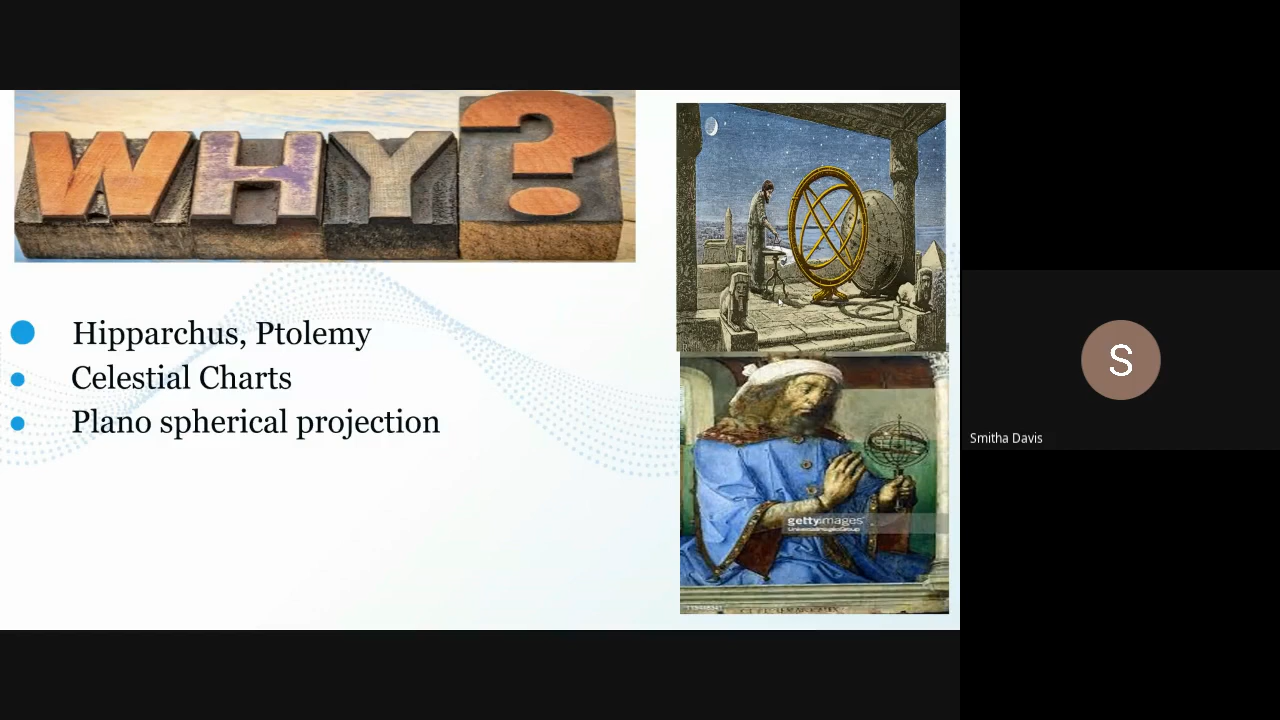 WHY?
Hipparchus, Ptolemy
Celestial Charts
Plano spherical projection
gettyimages
S
Smitha Davis